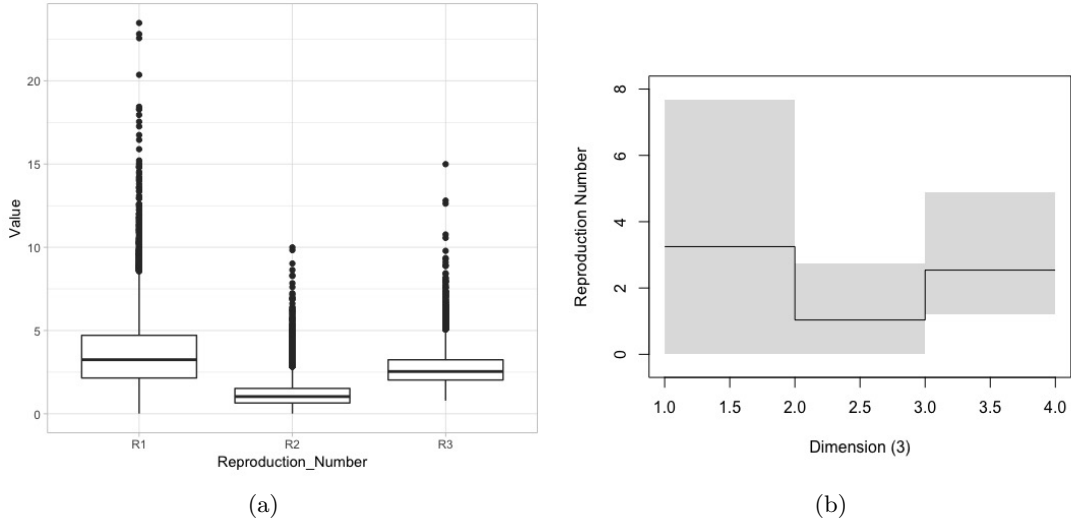 Value
20
15
10
5
0
R1 R2 R3
Reproduction_Number
(a)
Reproduction Number
8
6
4
2
0
1.0 1.5 2.0 2.5 3.0 3.5 4.0
Dimension (3)
(b)